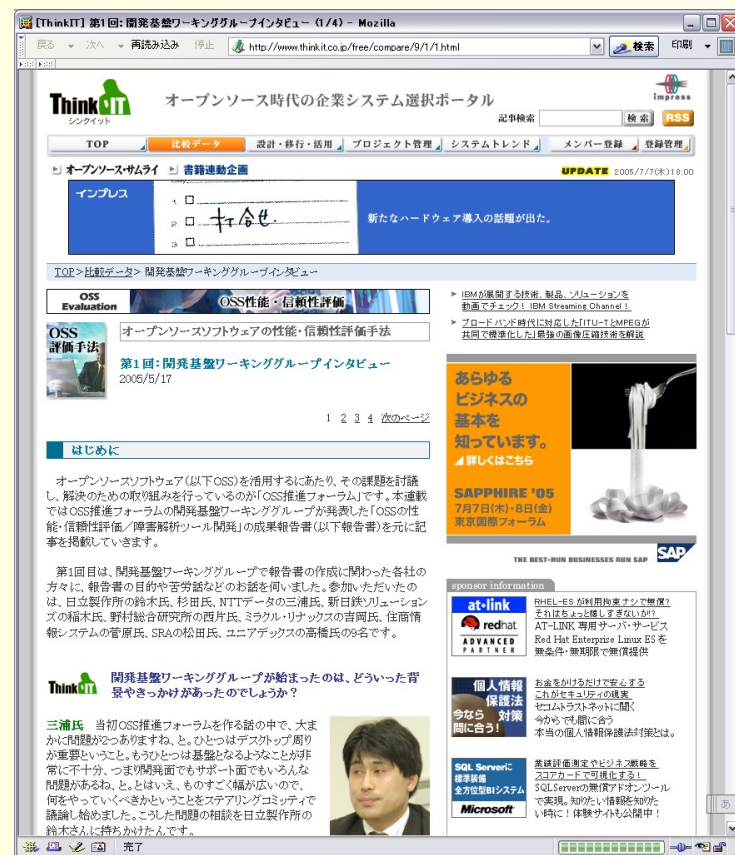 [ThinkIT] 第1回: 開発基盤ワーキンググループインタビュー (1/4) - Mozilla
戻る 次へ 再読み込み 停止 http://www.thinkit.co.jp/free/compare/9/1/1.html 検索 印刷
ThinkIT オープンソース時代の企業システム選択ポータル impress
シンクイット
記事検索 検索 RSS
TOP 比較データ 設計・移行・活用 プロジェクト管理 システムトレンド メンバー登録 登録管理
オープンソース・サムライ 書籍連動企画 UPDATE 2005/7/7(木)18:00
インプレス
1. □
2. □ 打合せ. 新たなハードウェア導入の話題が出た。
3. □
TOP>比較データ> 開発基盤ワーキンググループインタビュー
OSS Evaluation OSS性能・信頼性評価
OSS 評価手法
オープンソースソフトウェアの性能・信頼性評価手法
第1回:開発基盤ワーキンググループインタビュー
2005/5/17
1 2 3 4 次のページ
はじめに
オープンソースソフトウェア(以下OSS)を活用するにあたり、その課題を討議
し、解決のための取り組みを行っているのが「OSS推進フォーラム」です。本連載
ではOSS推進フォーラムの開発基盤ワーキンググループが発表した「OSSの性
能・信頼性評価／障害解析ツール開発」の成果報告書(以下報告書)を元に記
事を掲載していきます。
第1回目は、開発基盤ワーキンググループで報告書の作成に関わった各社の
方々に、報告書の目的や苦労話などのお話を伺いました。参加いただいたの
は、日立製作所の鈴木氏、杉田氏、NTTデータの三浦氏、新日鉄ソリューション
ズの稲木氏、野村総合研究所の西片氏、ミラクル・リナックスの吉岡氏、住商情
報システムの菅原氏、SRAの松田氏、ユニアデックスの高橋氏の9名です。
ThinkIT 開発基盤ワーキンググループが始まったのは、どういった背
景やきっかけがあったのでしょうか？
三浦氏 当初OSS推進フォーラムを作る話の中で、大ま
かに問題が2つありますね、と。ひとつはデスクトップ周り
が重要ということ。もうひとつは基盤となるようなことが非
常に不十分、つまり開発面でもサポート面でもいろんな
問題があるね、と。とはいえ、ものすごく幅が広いので、
何をやっていくべきかということをステアリングコミッティで
議論し始めました。こうした問題の相談を日立製作所の
鈴木さんに持ちかけたんです。
IBMが展開する技術、製品、ソリューションを
動画でチェック! IBM Streaming Channel !
ブロードバンド時代に対応した「ITU-TとMPEGが
共同で標準化した」最強の画像圧縮技術を解説
あらゆる
ビジネスの
基本を
知っています。
詳しくはこちら
SAPPHIRE '05
7月7日(木)・8日(金)
東京国際フォーラム
THE BEST-RUN BUSINESSES RUN SAP SAP
sponsor information
at+link
redhat
ADVANCED
PARTNER
RHEL-ES が利用拘束ナシで無償?
それはちょっと嬉しすぎないか!?
AT-LINK 専用サーバ・サービス
Red Hat Enterprise Linux ESを
無条件・無期限で無償提供
個人情報
保護法
今なら 対策
間に合う!
お金をかけるだけで安心する
これがセキュリティの現実
セコムトラストネットに聞く
今からでも間に合う
本当の個人情報保護法対策とは。
SQL Serverに
標準装備
全方位型BIシステム
Microsoft
業績評価測定やビジネス戦略を
スコアカードで可視化する!
SQLServerの無償アドオンツール
で実現。知りたい情報を知りた
い時に! 体験サイトも公開中!
あ
完了